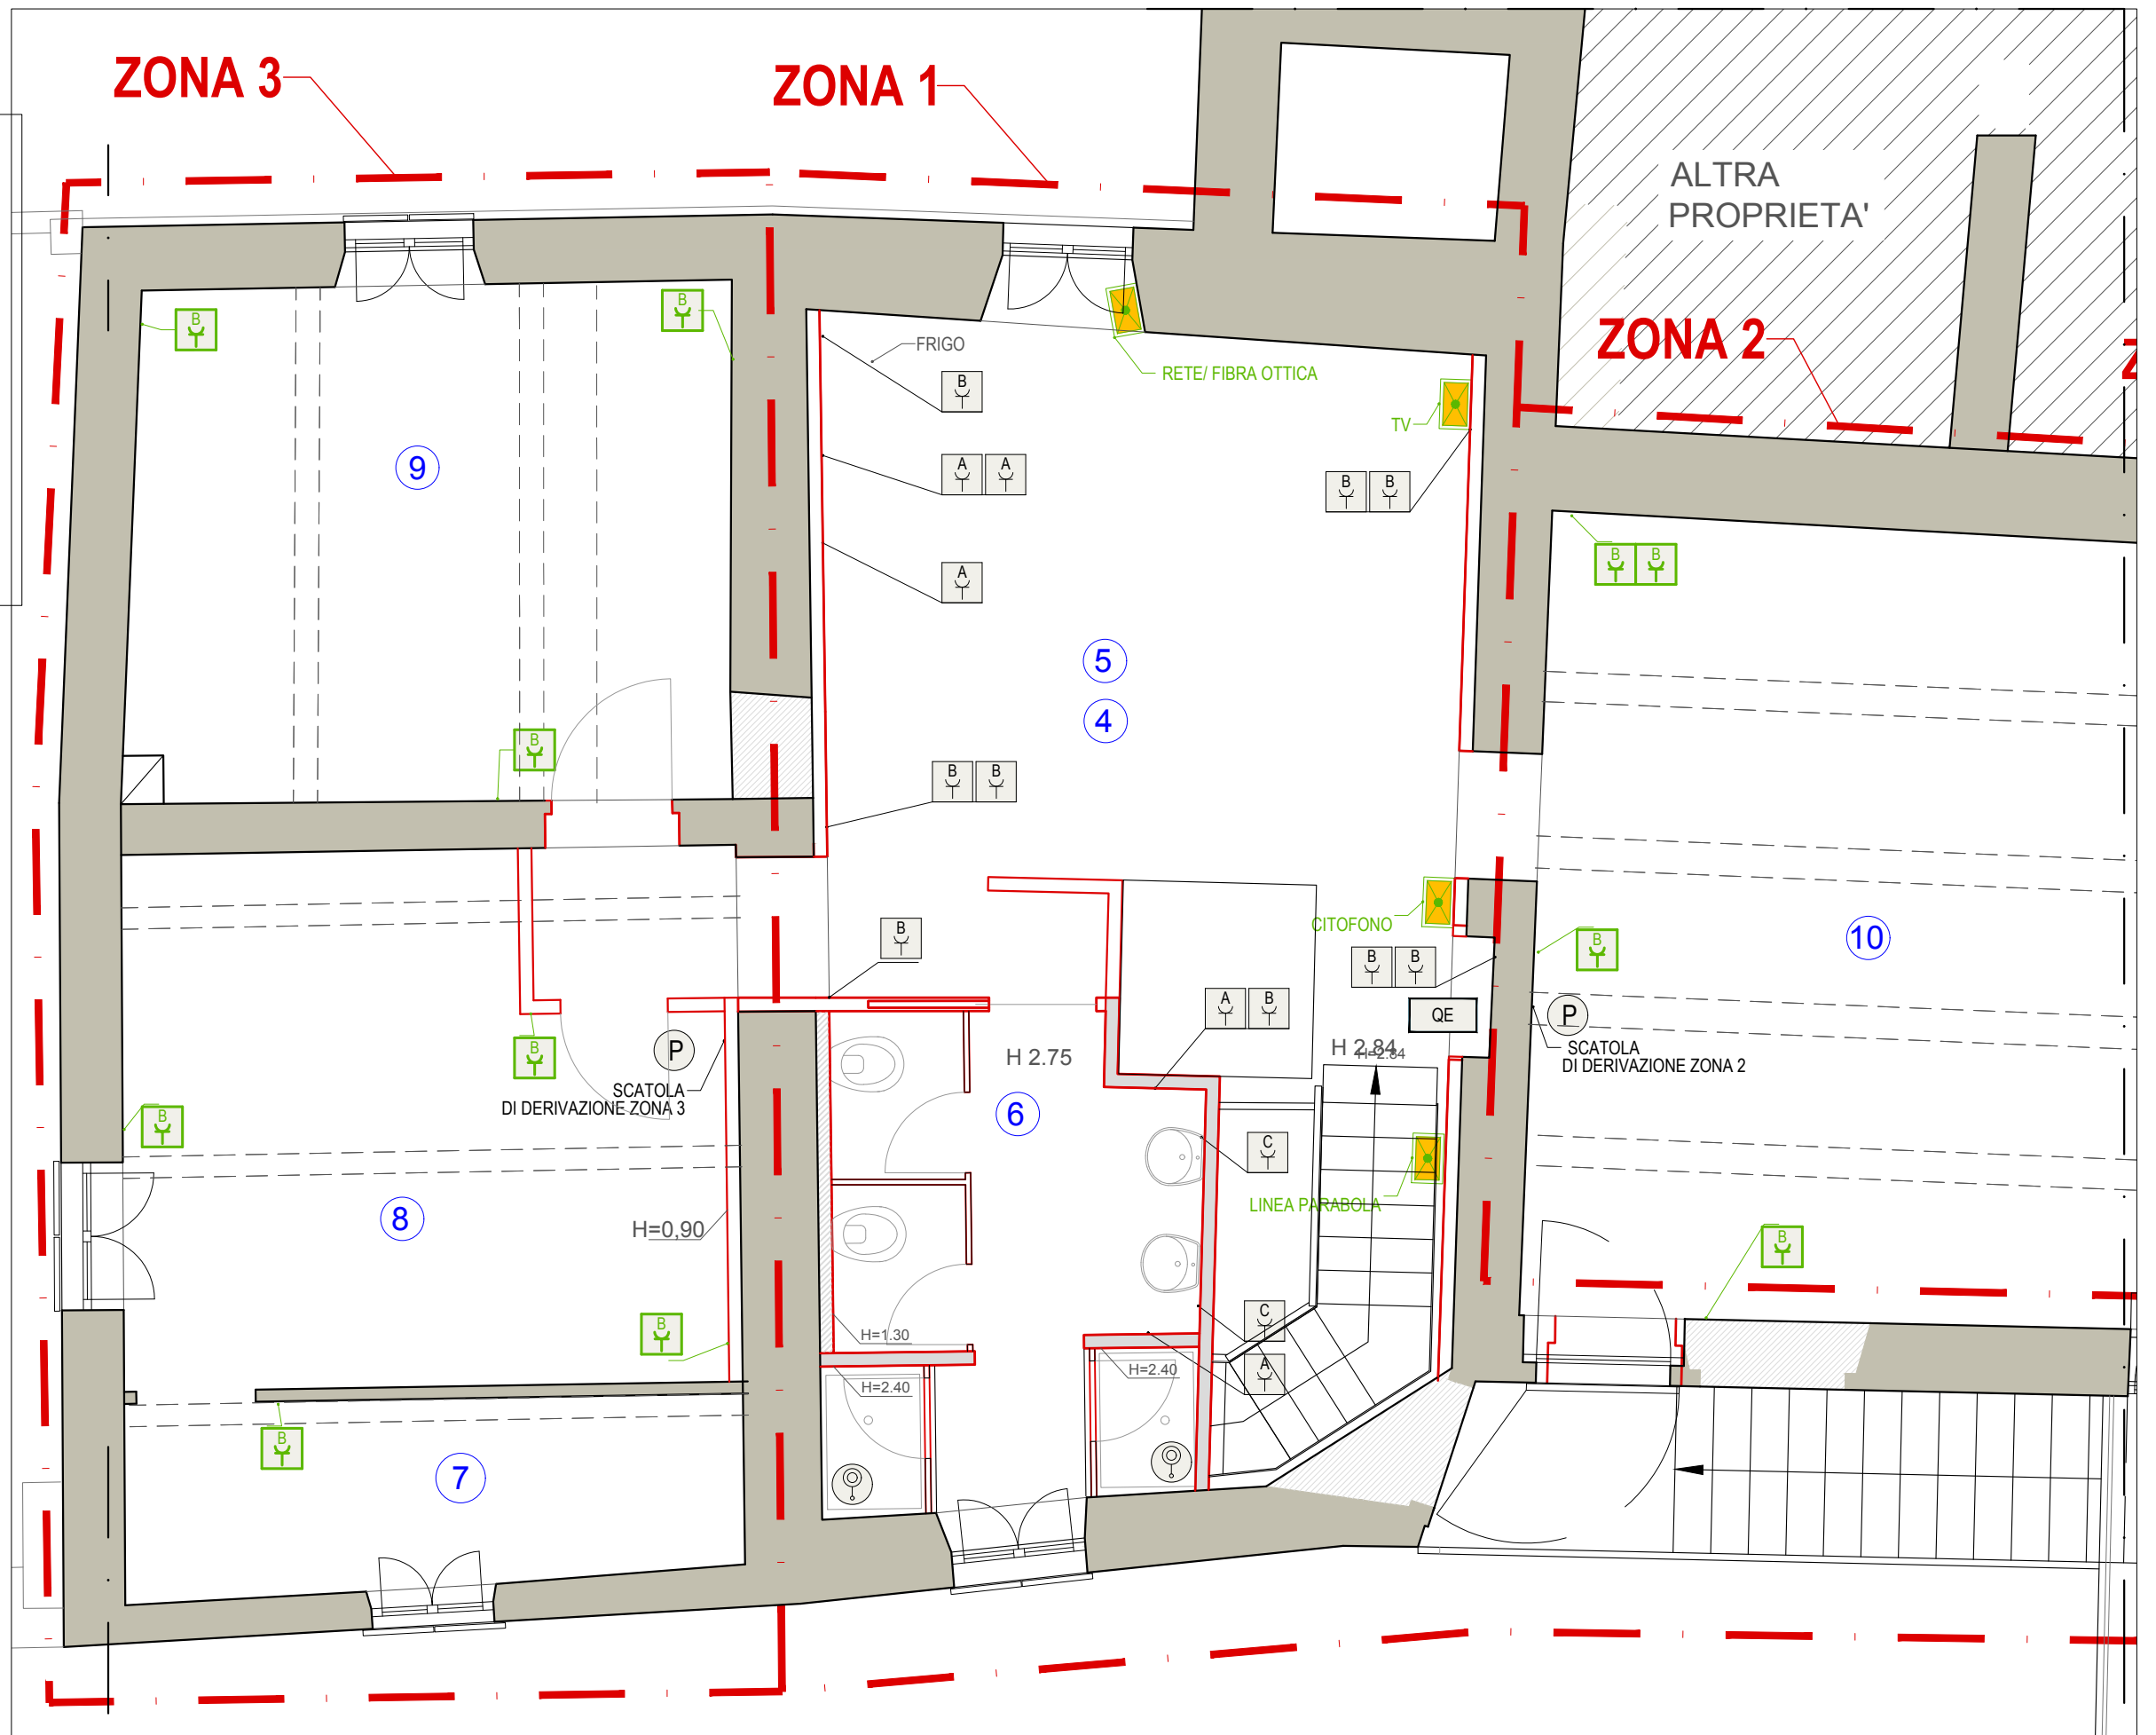 ZONA 3
ZONA 1
ALTRA
PROPRIETA'
B
B
FRIGO
B
RETE/ FIBRA OTTICA
ZONA 2
TV
9
A A
B B
B B
A
5
4
B
B B
CITOFONO
B
B
10
B B
A B
QE
P
H 2.84
H=2.84
SCATOLA
DI DERIVAZIONE ZONA 2
B
P
H 2.75
SCATOLA
DI DERIVAZIONE ZONA 3
6
B
C
LINEA PARABOLA
8
H=0,90
B
C
B
H=1.30
A
H=2.40
H=2.40
B
7